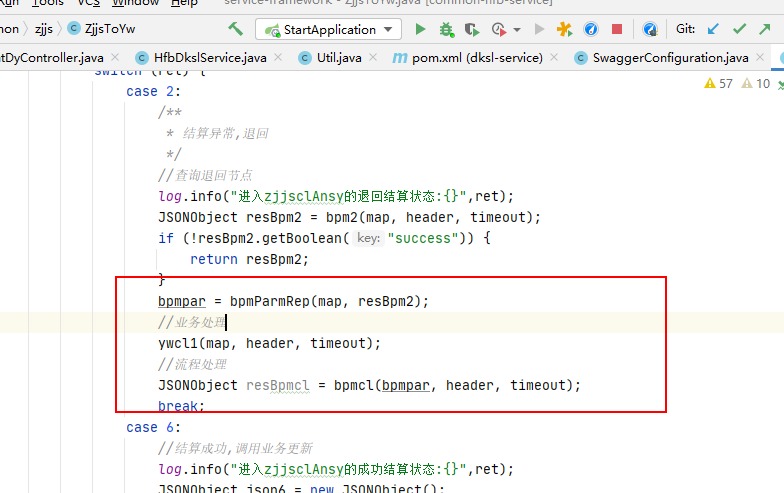 Run Tools VCS Window Help service-framework - ZjjsToYw.java [common-hfb-service]
mon zjjs ZjjsToYw StartApplication Git:
ntDyController.java HfbDkslService.java Util.java pom.xml (dksl-service) SwaggerConfiguration.java
switch (ret) {
57 10
case 2:
/**
* 结算异常,退回
*/
//查询退回节点
log.info("进入zjjsclAnsy的退回结算状态:{}",ret);
JSONObject resBpm2 = bpm2(map, header, timeout);
if (!resBpm2.getBoolean( key: "success")) {
return resBpm2;
}
bpmpar = bpmParmRep(map, resBpm2);
//业务处理
ywcl1(map, header, timeout);
//流程处理
JSONObject resBpmcl = bpmcl(bpmpar, header, timeout);
break;
case 6:
//结算成功,调用业务更新
log.info("进入zjjsclAnsy的成功结算状态:{}",ret);
JSONObject json6 = new JSONObject();